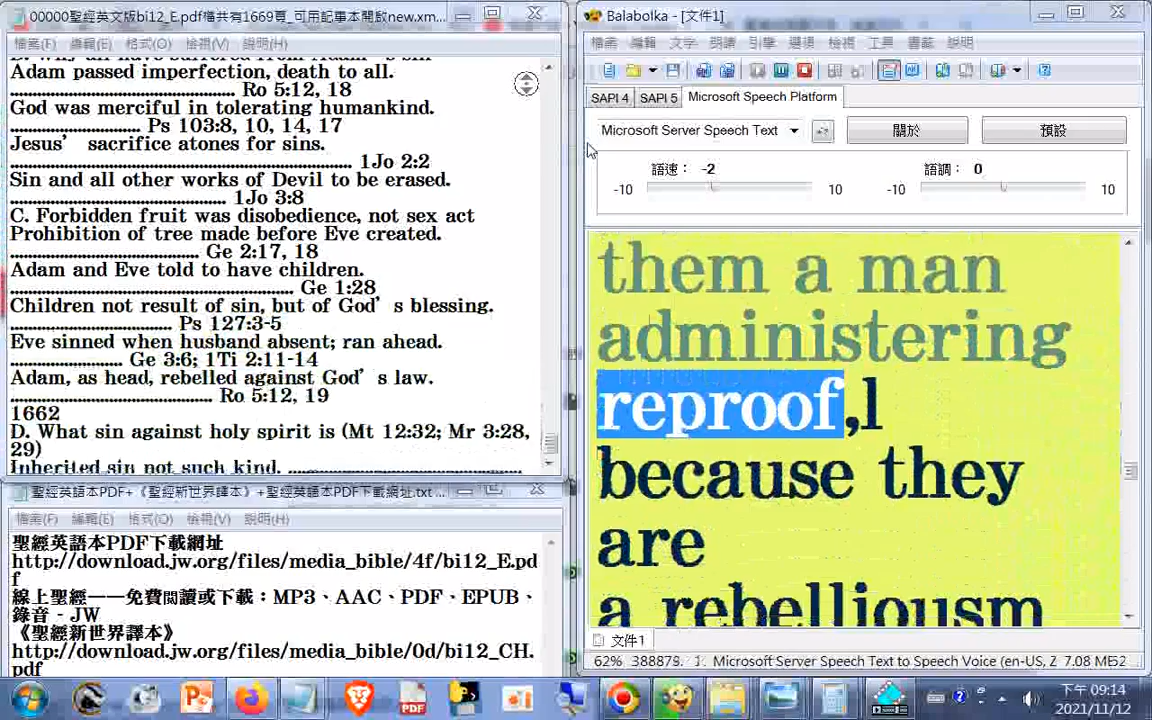 00000聖經英文版bi12_E.pdf檔共有1669頁_可用記事本開啟new.xm...
檔案(F) 編輯(E) 格式(O) 檢視(V) 說明(H)
Adam passed imperfection, death to all.
Ro 5:12, 18
God was merciful in tolerating humankind.
Ps 103:8, 10, 14, 17
Jesus' sacrifice atones for sins.
1Jo 2:2
Sin and all other works of Devil to be erased.
1Jo 3:8
C. Forbidden fruit was disobedience, not sex act
Prohibition of tree made before Eve created.
Ge 2:17, 18
Adam and Eve told to have children.
Ge 1:28
Children not result of sin, but of God's blessing.
Ps 127:3-5
Eve sinned when husband absent; ran ahead.
Ge 3:6; 1Ti 2:11-14
Adam, as head, rebelled against God's law.
Ro 5:12, 19
1662
D. What sin against holy spirit is (Mt 12:32; Mr 3:28,
29)
Inherited sin not such kind.
聖經英語本PDF+《聖經新世界譯本》+聖經英語本PDF下載網址.txt ...
檔案(F) 編輯(E) 格式(O) 檢視(V) 說明(H)
聖經英語本PDF下載網址
http://download.jw.org/files/media_bible/4f/bi12_E.pd
f
線上聖經——免費閱讀或下載：MP3、AAC、PDF、EPUB、
錄音 - JW
《聖經新世界譯本》
http://download.jw.org/files/media_bible/0d/bi12_CH.
pdf
Balabolka - [文件1]
檔案 編輯 文字 朗讀 引擎 選項 檢視 工具 書籤 說明
SAPI 4 SAPI 5 Microsoft Speech Platform
Microsoft Server Speech Text 關於 預設
語速： -2 語調： 0
-10 10 -10 10
them a man
administering
reproof,l
because they
are
a rebelliousm
文件1
62% 388879. 1. Microsoft Server Speech Text to Speech Voice (en-US, Z 7.08 ME52
下午 09:14
2021/11/12